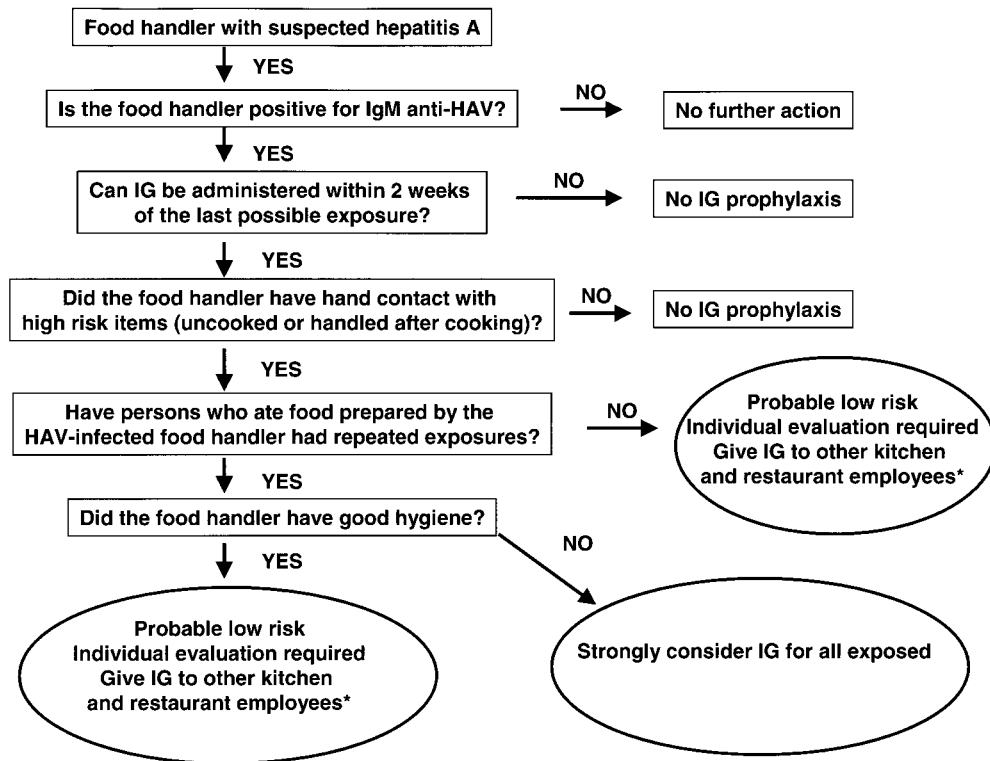 Food handler with suspected hepatitis A
YES
Is the food handler positive for IgM anti-HAV?
NO
No further action
YES
Can IG be administered within 2 weeks
of the last possible exposure?
NO
No IG prophylaxis
YES
Did the food handler have hand contact with
high risk items (uncooked or handled after cooking)?
NO
No IG prophylaxis
YES
Have persons who ate food prepared by the
HAV-infected food handler had repeated exposures?
NO
Probable low risk
Individual evaluation required
Give IG to other kitchen
and restaurant employees*
YES
Did the food handler have good hygiene?
NO
Strongly consider IG for all exposed
YES
Probable low risk
Individual evaluation required
Give IG to other kitchen
and restaurant employees*